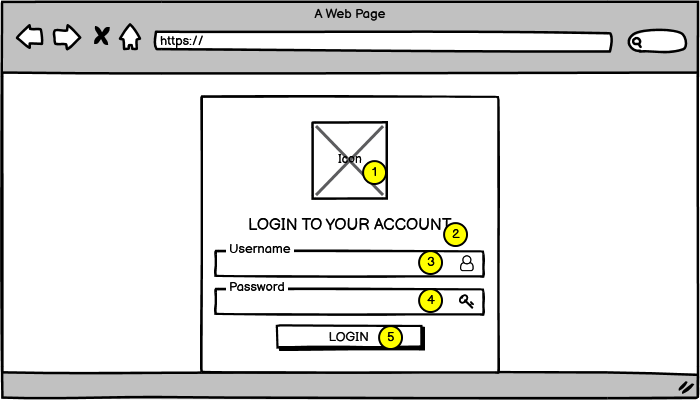 A Web Page
https://
Icon
1
LOGIN TO YOUR ACCOUNT
2
Username
3
Password
4
LOGIN 5